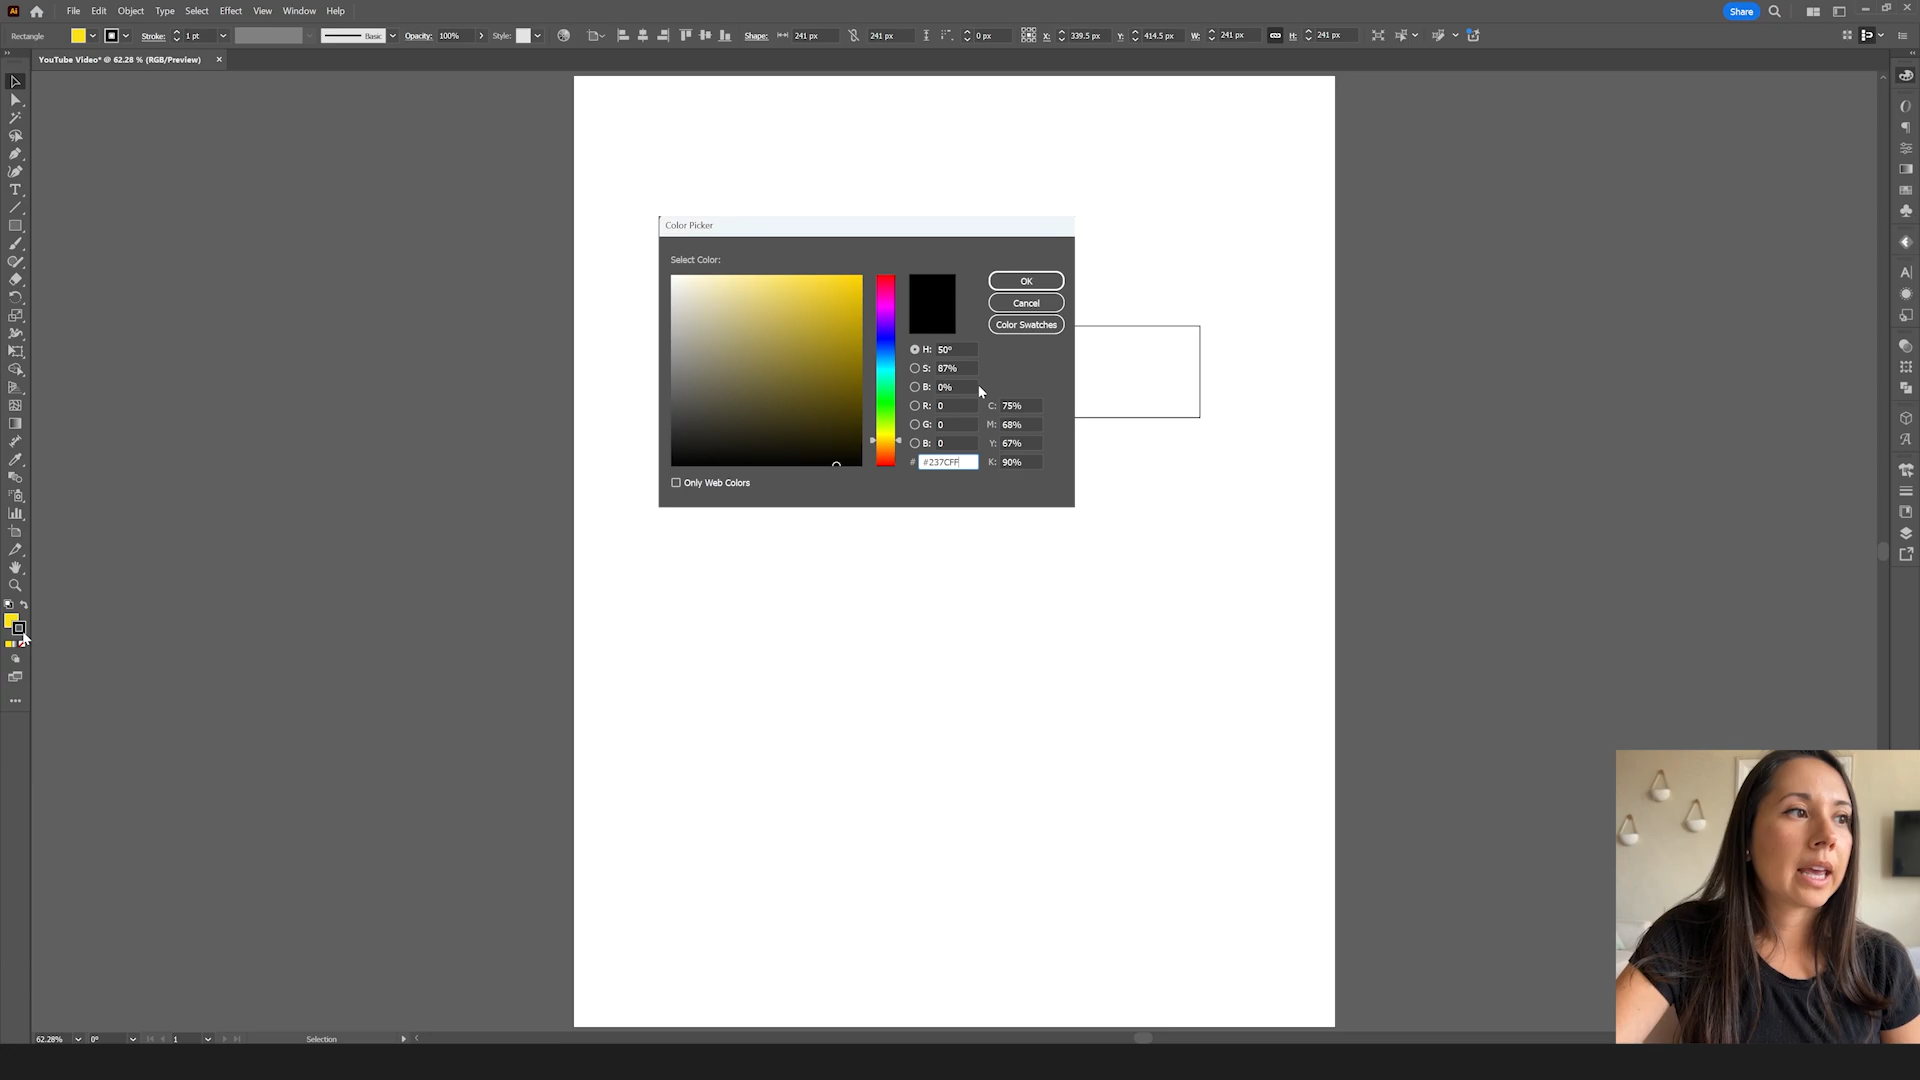 Ai File Edit Object Type Select Effect View Window Help Share
Rectangle Stroke: 1 pt Basic Opacity: 100% Style: Shape: 241 px 241 px 0 px X: 339.5 px Y: 414.5 px W: 241 px H: 241 px
YouTube Video* @ 62.28 % (RGB/Preview) ×
Color Picker
Select Color:
OK
Cancel
Color Swatches
H: 50°
S: 87%
B: 0%
R: 0 C: 75%
G: 0 M: 68%
B: 0 Y: 67%
# #237CFF K: 90%
Only Web Colors
62.28% 0° 1 Selection